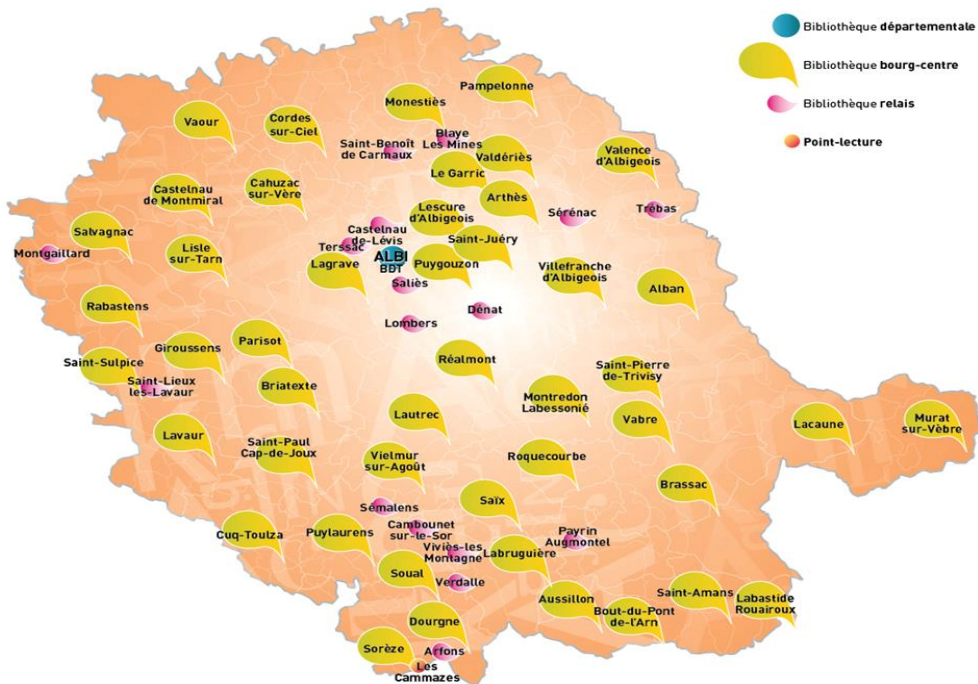 Bibliothèque départementale
Bibliothèque bourg-centre
Bibliothèque relais
Point-lecture
Pampelonne
Monestiès
Vaour
Cordes
sur-Ciel
Blaye
Les Mines
Saint-Benoît
de Carmaux
Valdériès
Valence
d'Albigeois
Le Garric
Castelnau
de Montmiral
Cahuzac
sur-Vère
Arthès
Lescure
d'Albigeois
Sérénac
Trébas
Salvagnac
Castelnau
de-Lévis
Saint-Juéry
Montgaillard
Lisle
sur-Tarn
Terssac
ALBI
BDT
Lagrave
Puygouzon
Villefranche
d'Albigeois
Saliès
Alban
Rabastens
Dénat
Lombers
Parisot
Giroussens
Saint-Sulpice
Réalmont
Saint-Pierre
de-Trivisy
Saint-Lieux
les-Lavaur
Briatexte
Montredon
Labessonié
Lautrec
Vabre
Lacaune
Murat
sur-Vèbre
Lavaur
Saint-Paul
Cap-de-Joux
Vielmur
sur-Agoût
Roquecourbe
Brassac
Saïx
Sémalens
Cuq-Toulza
Puylaurens
Cambounet
sur-le-Sor
Payrin
Augmontel
Viviès-les
Montagne
Labruguière
Soual
Verdalle
Aussillon
Saint-Amans
Labastide
Rouairoux
Bout-du-Pont
de-l'Arn
Dourgne
Sorèze
Arfons
Les
Cammazes